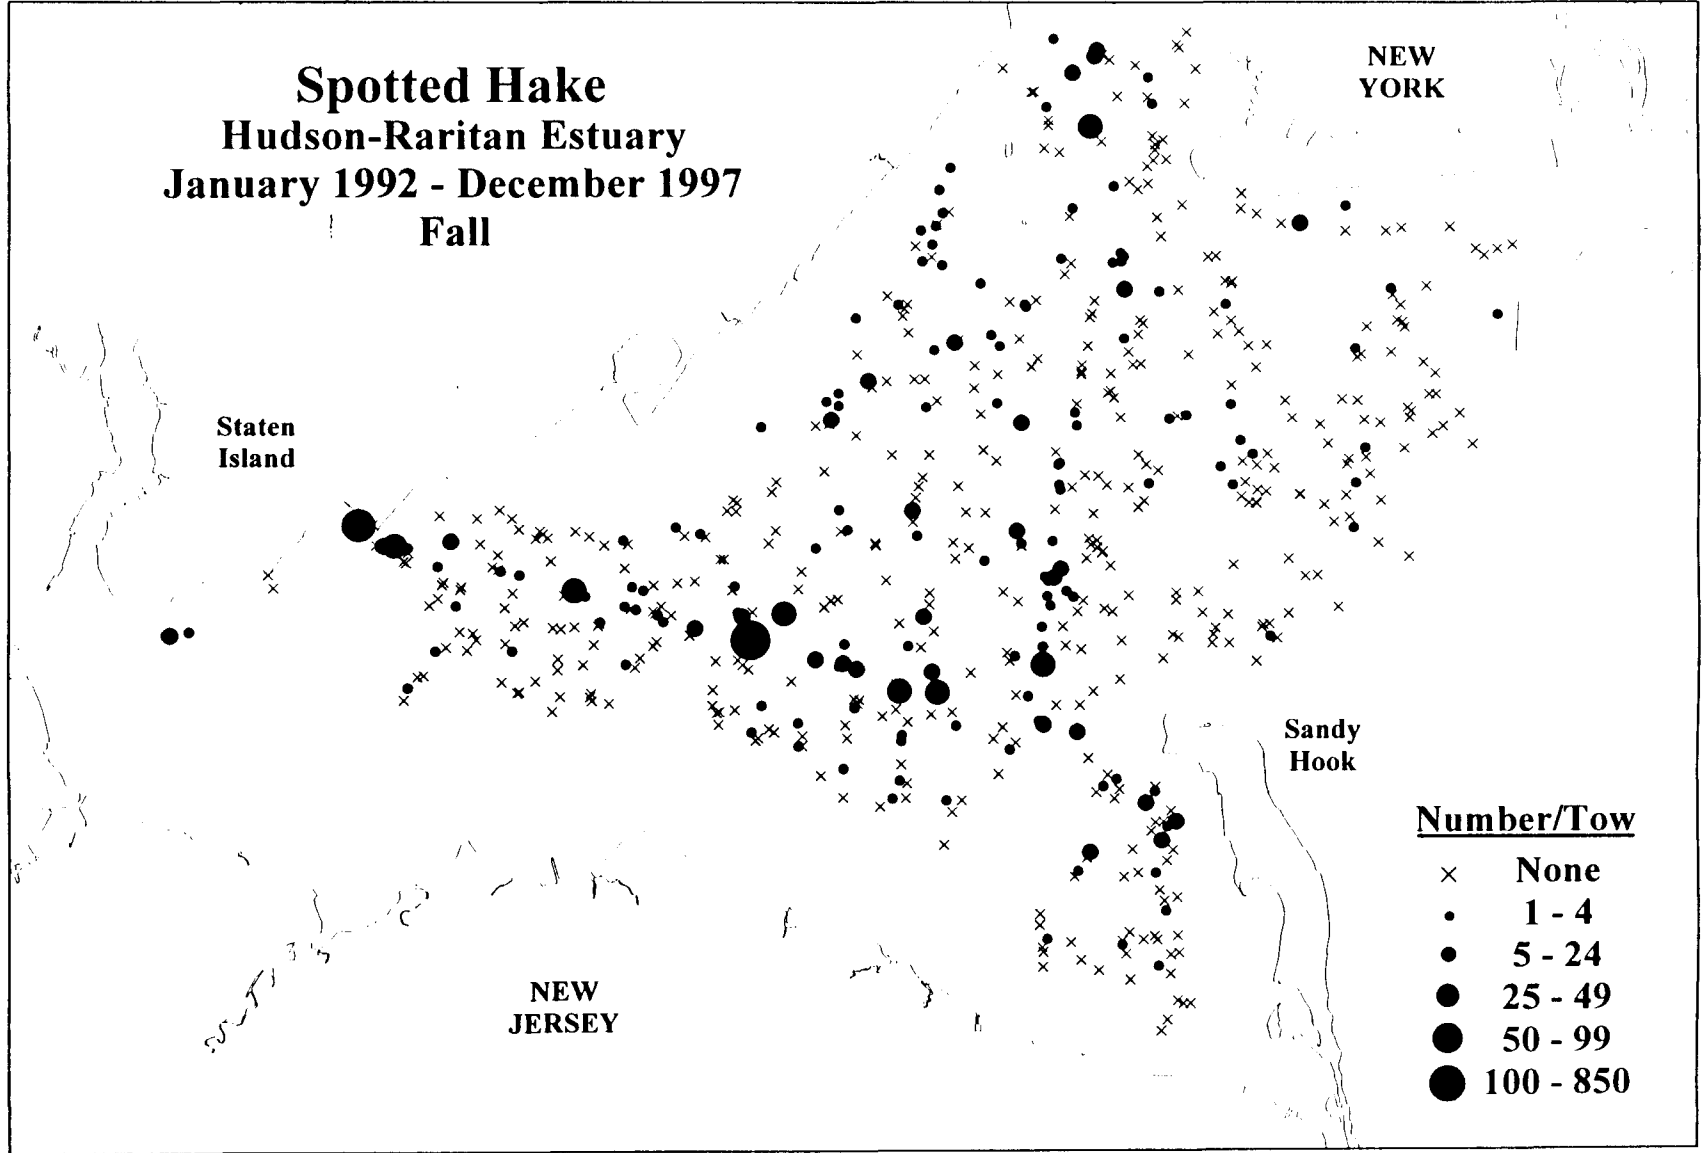 Spotted Hake
Hudson-Raritan Estuary
January 1992 - December 1997
Fall
NEW
YORK
Staten
Island
Sandy
Hook
NEW
JERSEY
Number/Tow
None
1 - 4
5 - 24
25 - 49
50 - 99
100 - 850